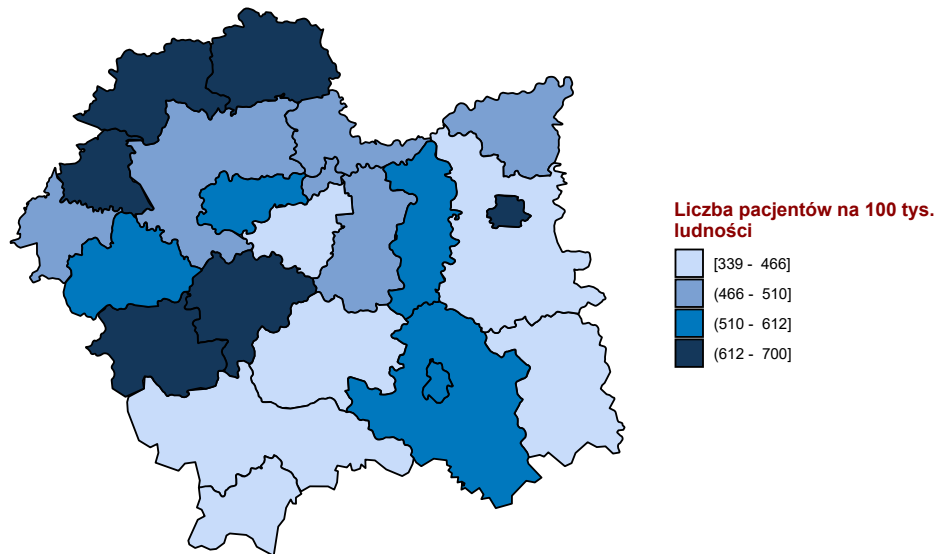 Liczba pacjentów na 100 tys.
ludności
[339 - 466]
(466 - 510]
(510 - 612]
(612 - 700]